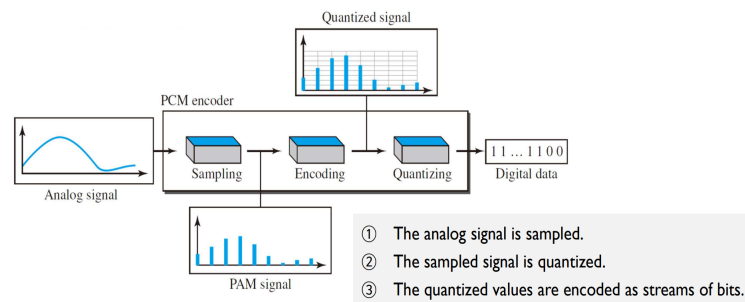 Quantized signal
PCM encoder
Sampling
Encoding
Quantizing
11...1100
Digital data
Analog signal
PAM signal
① The analog signal is sampled.
② The sampled signal is quantized.
③ The quantized values are encoded as streams of bits.